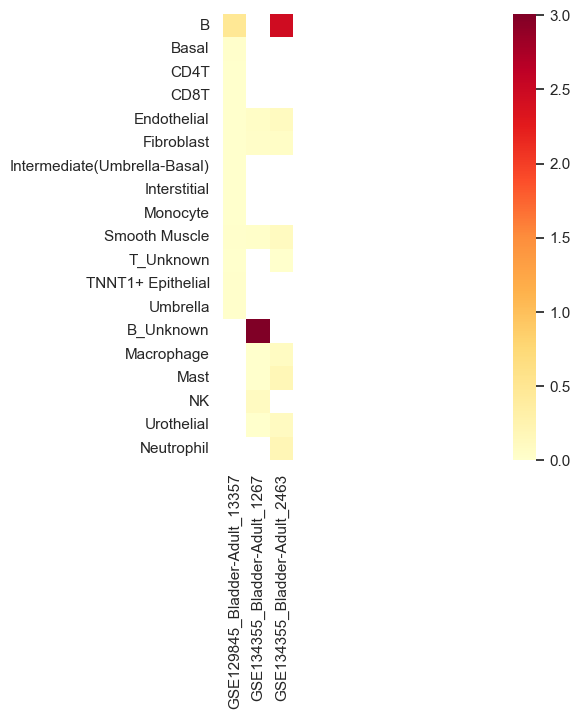 B
Basal
CD4T
CD8T
Endothelial
Fibroblast
Intermediate(Umbrella-Basal)
Interstitial
Monocyte
Smooth Muscle
T_Unknown
TNNT1+ Epithelial
Umbrella
B_Unknown
Macrophage
Mast
NK
Urothelial
Neutrophil
GSE129845_Bladder-Adult_13357
GSE134355_Bladder-Adult_1267
GSE134355_Bladder-Adult_2463
3.0
2.5
2.0
1.5
1.0
0.5
0.0